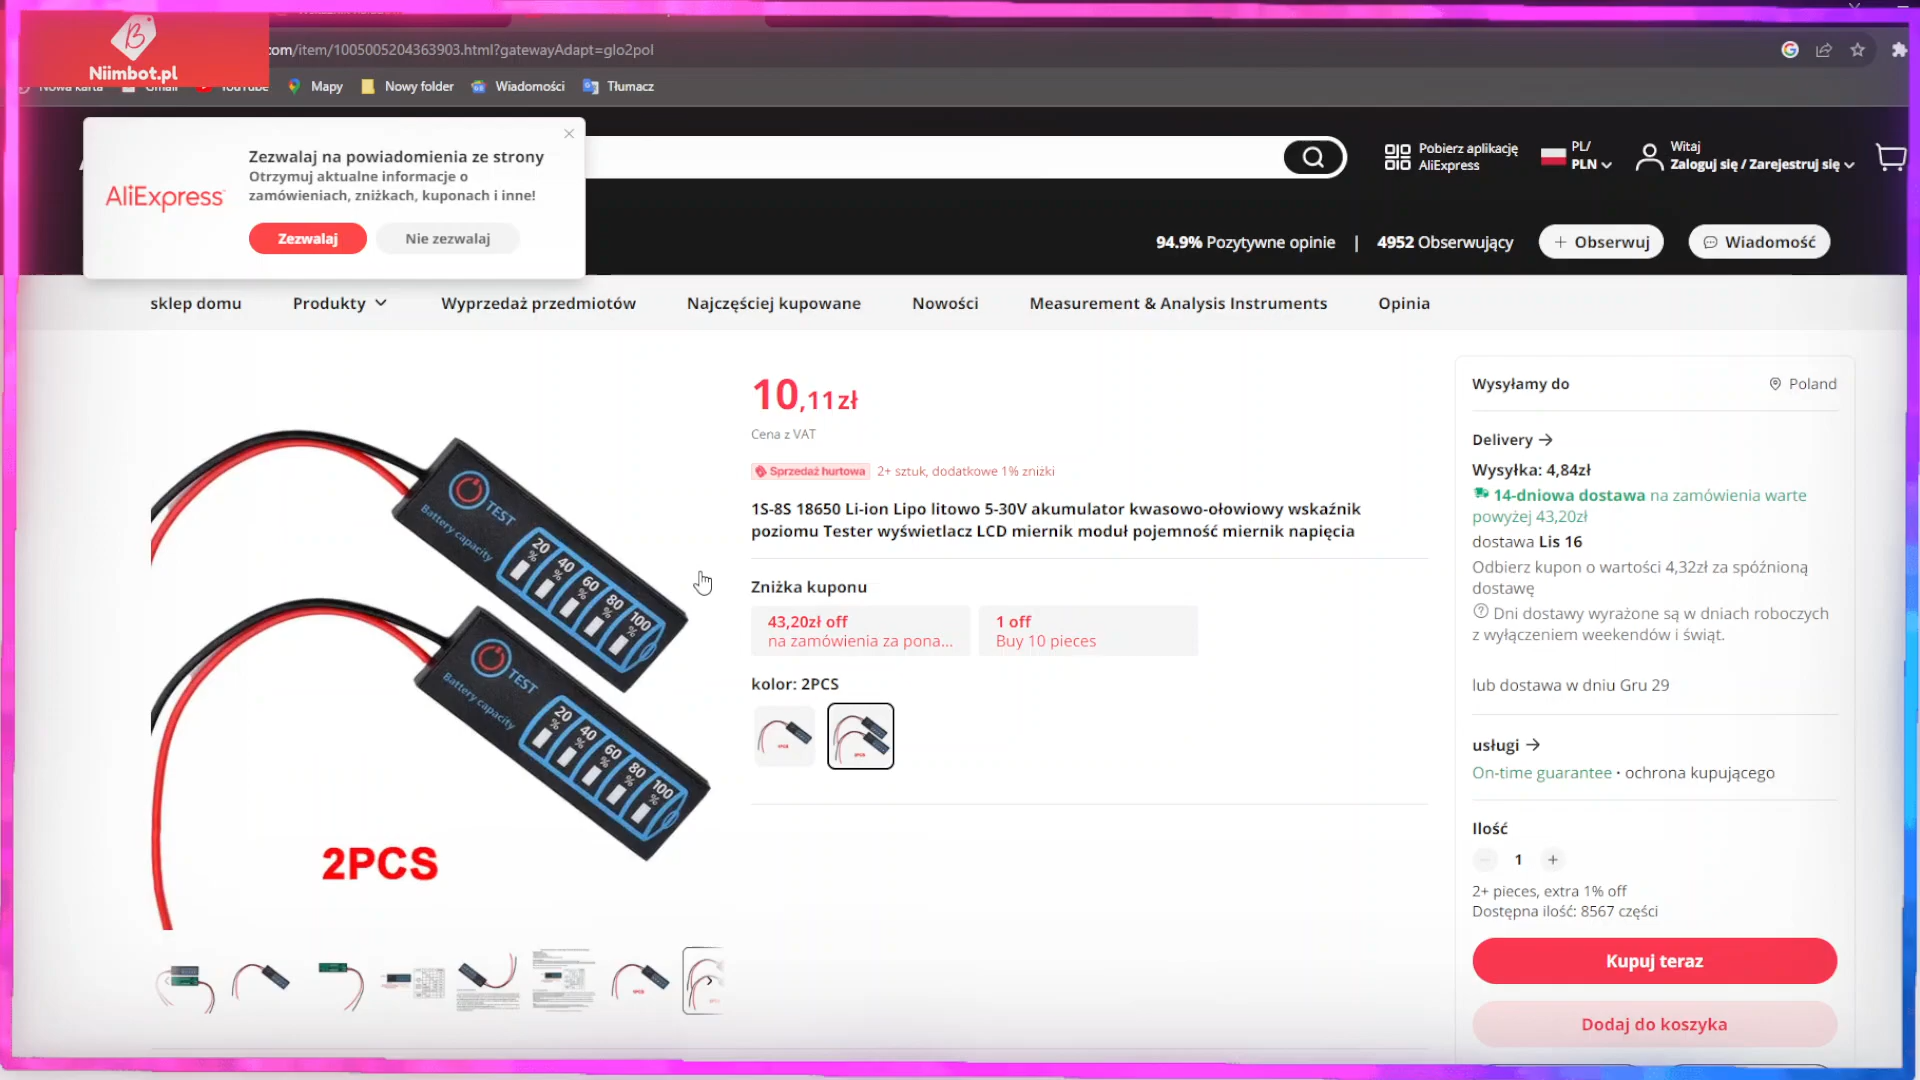 Niimbot.pl
com/item/1005005204363903.html?gatewayAdapt=glo2pol
Nowa karta
Gmail
YouTube
Mapy
Nowy folder
Wiadomości
Tłumacz
Zezwalaj na powiadomienia ze strony
Otrzymuj aktualne informacje o
zamówieniach, zniżkach, kuponach i inne!
AliExpress
Zezwalaj
Nie zezwalaj
Pobierz aplikację
AliExpress
PL/
PLN
Witaj
Zaloguj się / Zarejestruj się
94.9% Pozytywne opinie | 4952 Obserwujący
+ Obserwuj
Wiadomość
sklep domu
Produkty
Wyprzedaż przedmiotów
Najczęściej kupowane
Nowości
Measurement & Analysis Instruments
Opinia
TEST
Battery capacity
20 % 40 % 60 % 80 % 100 %
TEST
Battery capacity
20 % 40 % 60 % 80 % 100 %
2PCS
10,11zł
Cena z VAT
Sprzedaż hurtowa 2+ sztuk, dodatkowe 1% zniżki
1S-8S 18650 Li-ion Lipo litowo 5-30V akumulator kwasowo-ołowiowy wskaźnik
poziomu Tester wyświetlacz LCD miernik moduł pojemność miernik napięcia
Zniżka kuponu
43,20zł off
na zamówienia za pona...
1 off
Buy 10 pieces
kolor: 2PCS
Wysyłamy do
Poland
Delivery →
Wysyłka: 4,84zł
14-dniowa dostawa na zamówienia warte
powyżej 43,20zł
dostawa Lis 16
Odbierz kupon o wartości 4,32zł za spóźnioną
dostawę
Dni dostawy wyrażone są w dniach roboczych
z wyłączeniem weekendów i świąt.
lub dostawa w dniu Gru 29
usługi →
On-time guarantee • ochrona kupującego
Ilość
− 1 +
2+ pieces, extra 1% off
Dostępna ilość: 8567 części
Kupuj teraz
Dodaj do koszyka